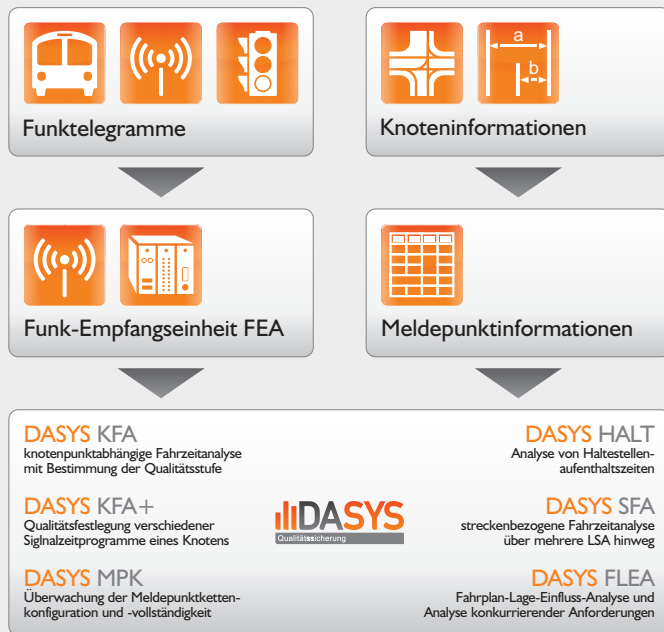 Funktelegramme
a
b
Knoteninformationen
Funk-Empfangseinheit FEA
Meldepunktinformationen
DASYS KFA
knotenpunktabhängige Fahrzeitanalyse
mit Bestimmung der Qualitätsstufe
DASYS KFA+
Qualitätsfestlegung verschiedener
Siglnalzeitprogramme eines Knotens
DASYS MPK
Überwachung der Meldepunktketten-
konfiguration und -vollständigkeit
DASYS
Qualitätssicherung
DASYS HALT
Analyse von Haltestellen-
aufenthaltszeiten
DASYS SFA
streckenbezogene Fahrzeitanalyse
über mehrere LSA hinweg
DASYS FLEA
Fahrplan-Lage-Einfluss-Analyse und
Analyse konkurrierender Anforderungen